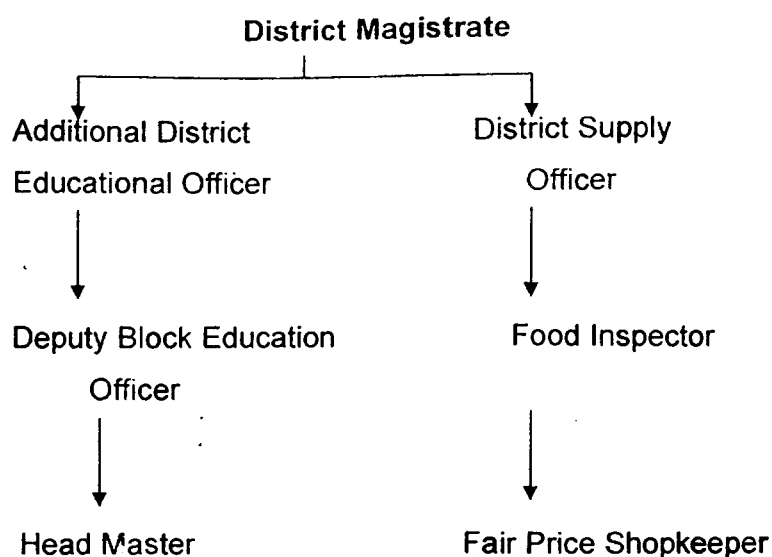 District Magistrate
Additional District
Educational Officer
District Supply
Officer
Deputy Block Education
Officer
Food Inspector
Head Master
Fair Price Shopkeeper